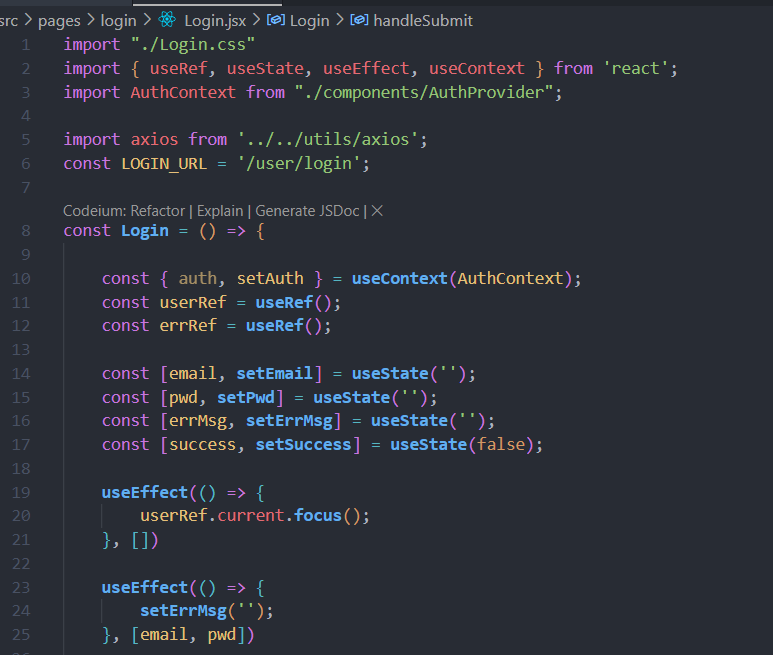 src > pages > login > Login.jsx > Login > handleSubmit
1 import "./Login.css"
2 import { useRef, useState, useEffect, useContext } from 'react';
3 import AuthContext from "./components/AuthProvider";
4
5 import axios from '../../utils/axios';
6 const LOGIN_URL = '/user/login';
7
Codeium: Refactor | Explain | Generate JSDoc | X
8 const Login = () => {
9
10 const { auth, setAuth } = useContext(AuthContext);
11 const userRef = useRef();
12 const errRef = useRef();
13
14 const [email, setEmail] = useState('');
15 const [pwd, setPwd] = useState('');
16 const [errMsg, setErrMsg] = useState('');
17 const [success, setSuccess] = useState(false);
18
19 useEffect(() => {
20 userRef.current.focus();
21 }, [])
22
23 useEffect(() => {
24 setErrMsg('');
25 }, [email, pwd])